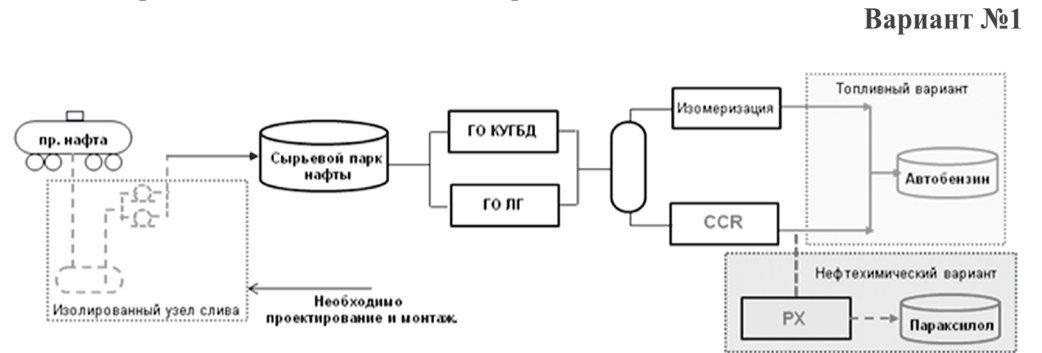 Вариант №1
Топливный вариант
Изомеризация
пр. нафта
ГО КУГБД
Сырьевой парк
нафты
Автобензин
ГО ЛГ
CCR
Нефтехимический вариант
Необходимо
проектирование и монтаж.
Изолированный узел слива
PX
Параксилол